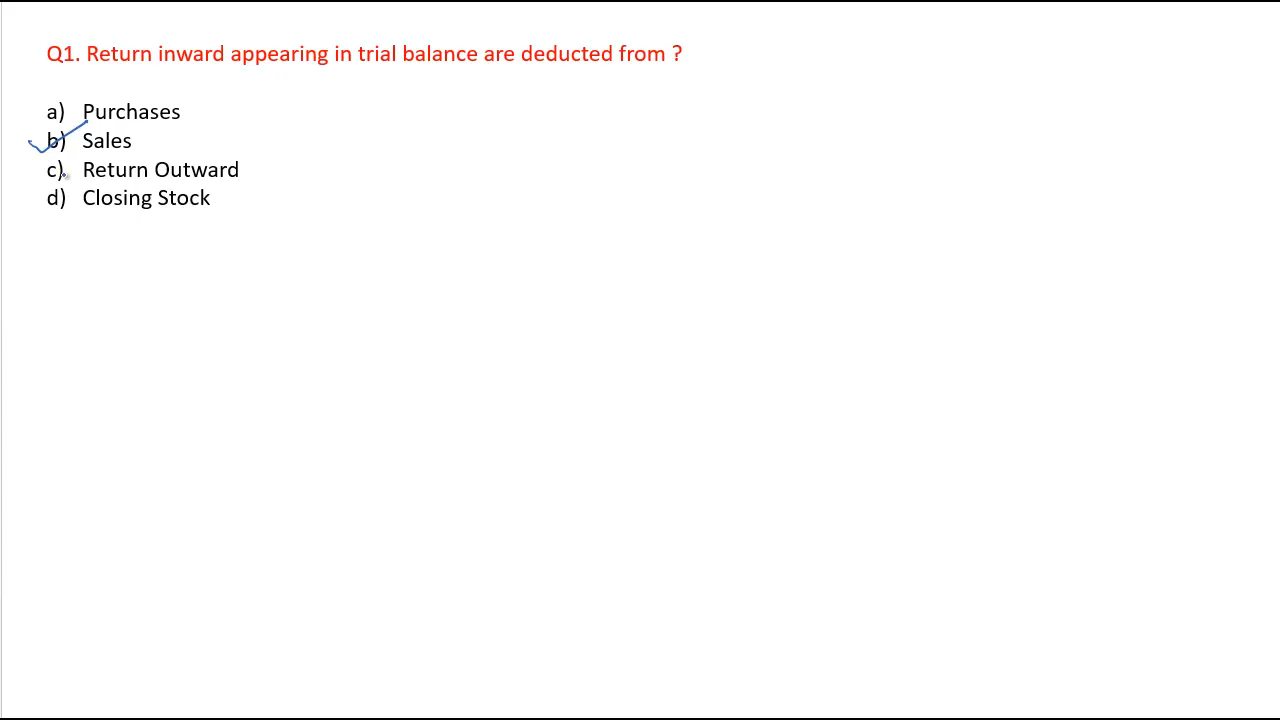 Q1. Return inward appearing in trial balance are deducted from ?
a) Purchases
b) Sales
c) Return Outward
d) Closing Stock